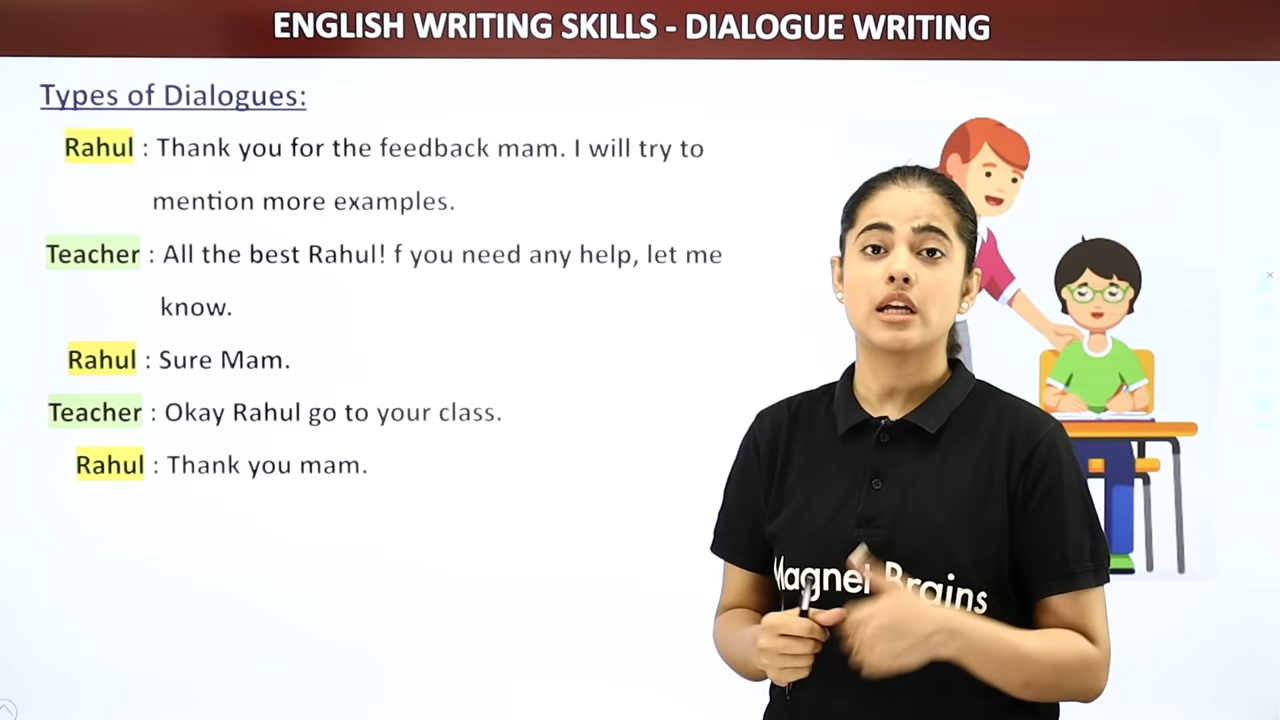 ENGLISH WRITING SKILLS - DIALOGUE WRITING
Types of Dialogues:
Rahul : Thank you for the feedback mam. I will try to
mention more examples.
Teacher : All the best Rahul! f you need any help, let me
know.
Rahul : Sure Mam.
Teacher : Okay Rahul go to your class.
Rahul : Thank you mam.
Magnet Brains